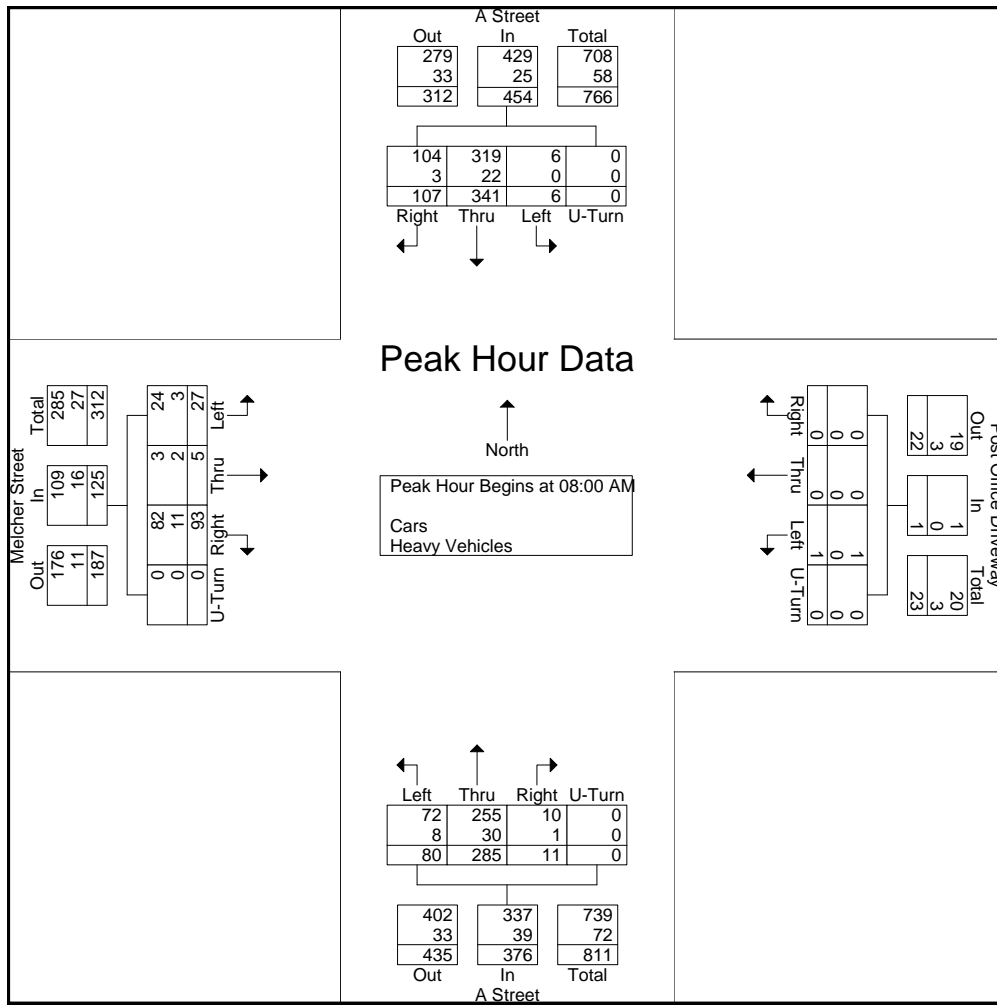 A Street
Out In Total
279 429 708
33 25 58
312 454 766
104 319 6 0
3 22 0 0
107 341 6 0
Right Thru Left U-Turn
Peak Hour Data
North
Peak Hour Begins at 08:00 AM
Cars
Heavy Vehicles
Melcher Street
Out In Total
176 109 285
11 16 27
187 125 312
0 82 3 24
0 11 2 3
0 93 5 27
U-Turn Right Thru Left
Post Office Driveway
Out In Total
19 1 20
3 0 3
22 1 23
0 0 1 0
0 0 0 0
0 0 1 0
Right Thru Left U-Turn
Left Thru Right U-Turn
72 255 10 0
8 30 1 0
80 285 11 0
402 337 739
33 39 72
435 376 811
Out In Total
A Street